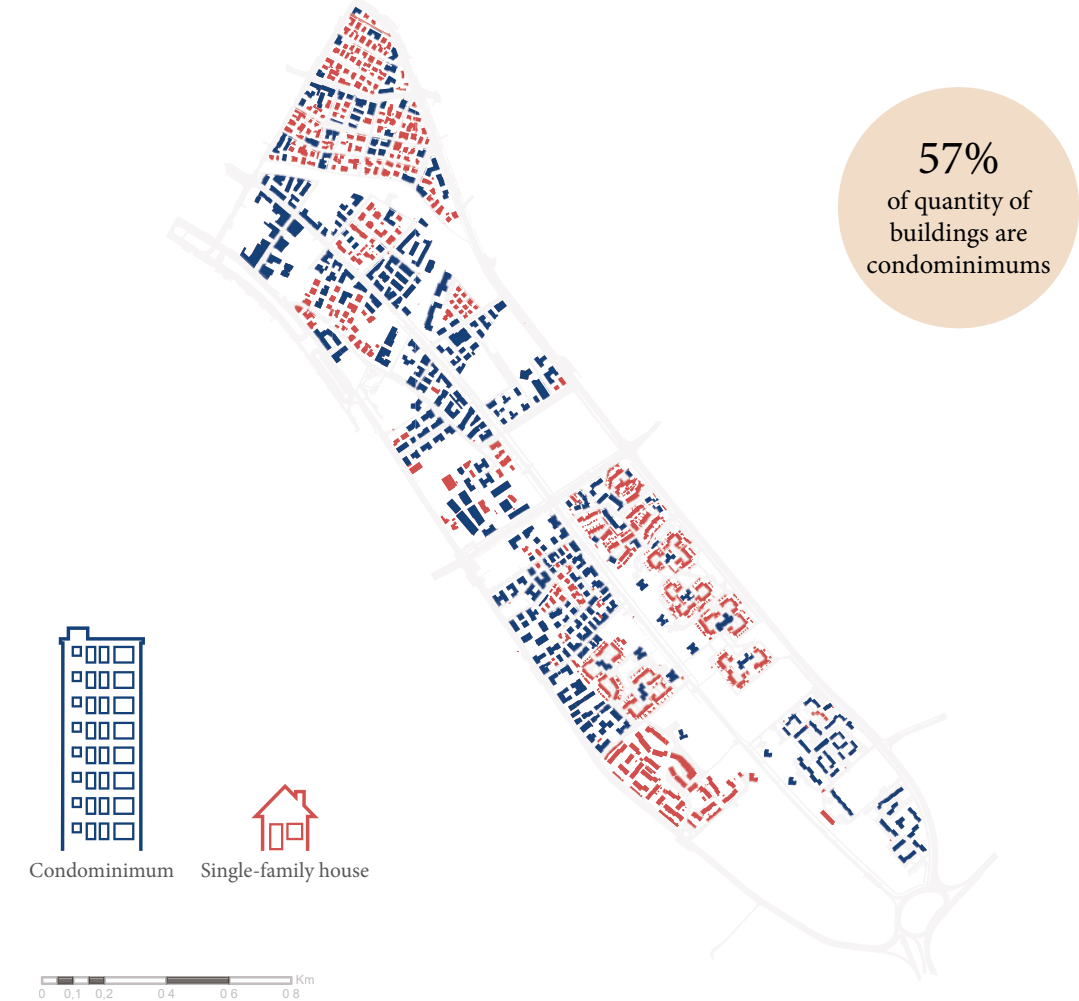 57%
of quantity of
buildings are
condominimums
Condominimum
Single-family house
Km
0 0,1 0,2 0 4 0 6 0 8